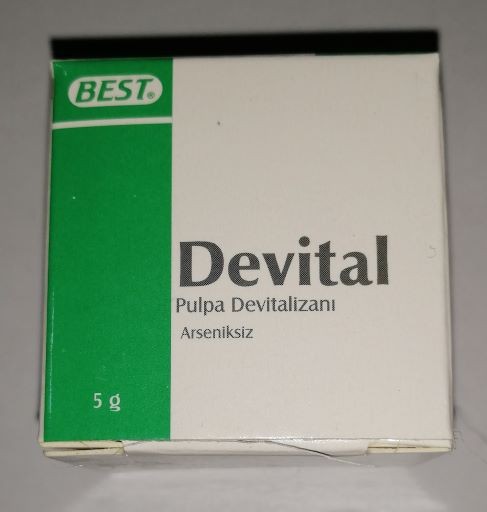 BEST®
Devital
Pulpa Devitalizanı
Arseniksiz
5 g